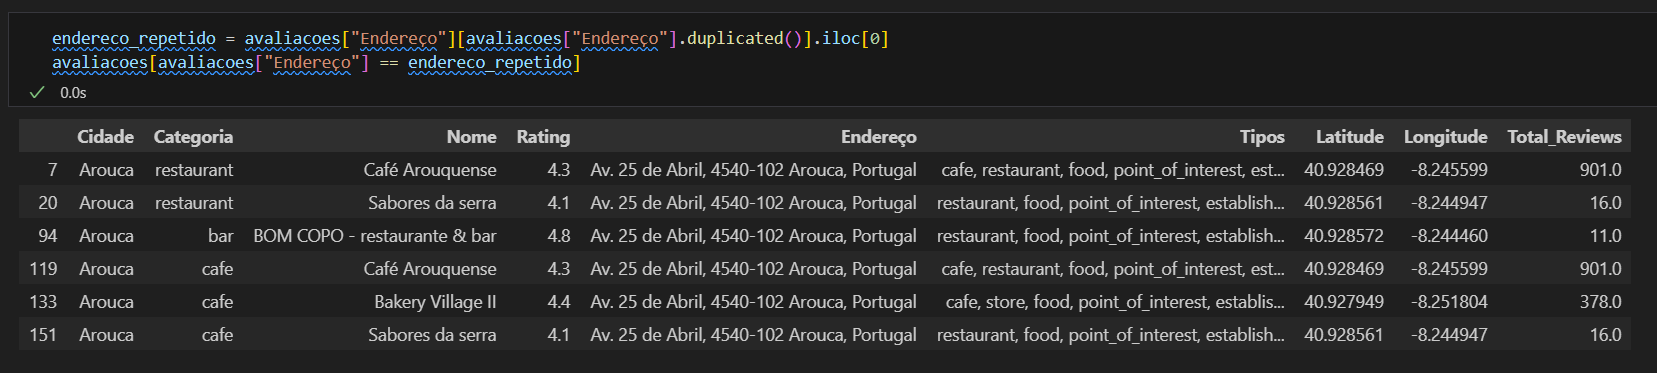 endereco_repetido = avaliacoes["Endereço"][avaliacoes["Endereço"].duplicated()].iloc[0]
avaliacoes[avaliacoes["Endereço"] == endereco_repetido]
0.0s
Cidade Categoria Nome Rating Endereço Tipos Latitude Longitude Total_Reviews
7 Arouca restaurant Café Arouquense 4.3 Av. 25 de Abril, 4540-102 Arouca, Portugal cafe, restaurant, food, point_of_interest, est... 40.928469 -8.245599 901.0
20 Arouca restaurant Sabores da serra 4.1 Av. 25 de Abril, 4540-102 Arouca, Portugal restaurant, food, point_of_interest, establish... 40.928561 -8.244947 16.0
94 Arouca bar BOM COPO - restaurante & bar 4.8 Av. 25 de Abril, 4540-102 Arouca, Portugal restaurant, food, point_of_interest, establish... 40.928572 -8.244460 11.0
119 Arouca cafe Café Arouquense 4.3 Av. 25 de Abril, 4540-102 Arouca, Portugal cafe, restaurant, food, point_of_interest, est... 40.928469 -8.245599 901.0
133 Arouca cafe Bakery Village II 4.4 Av. 25 de Abril, 4540-102 Arouca, Portugal cafe, store, food, point_of_interest, establis... 40.927949 -8.251804 378.0
151 Arouca cafe Sabores da serra 4.1 Av. 25 de Abril, 4540-102 Arouca, Portugal restaurant, food, point_of_interest, establish... 40.928561 -8.244947 16.0